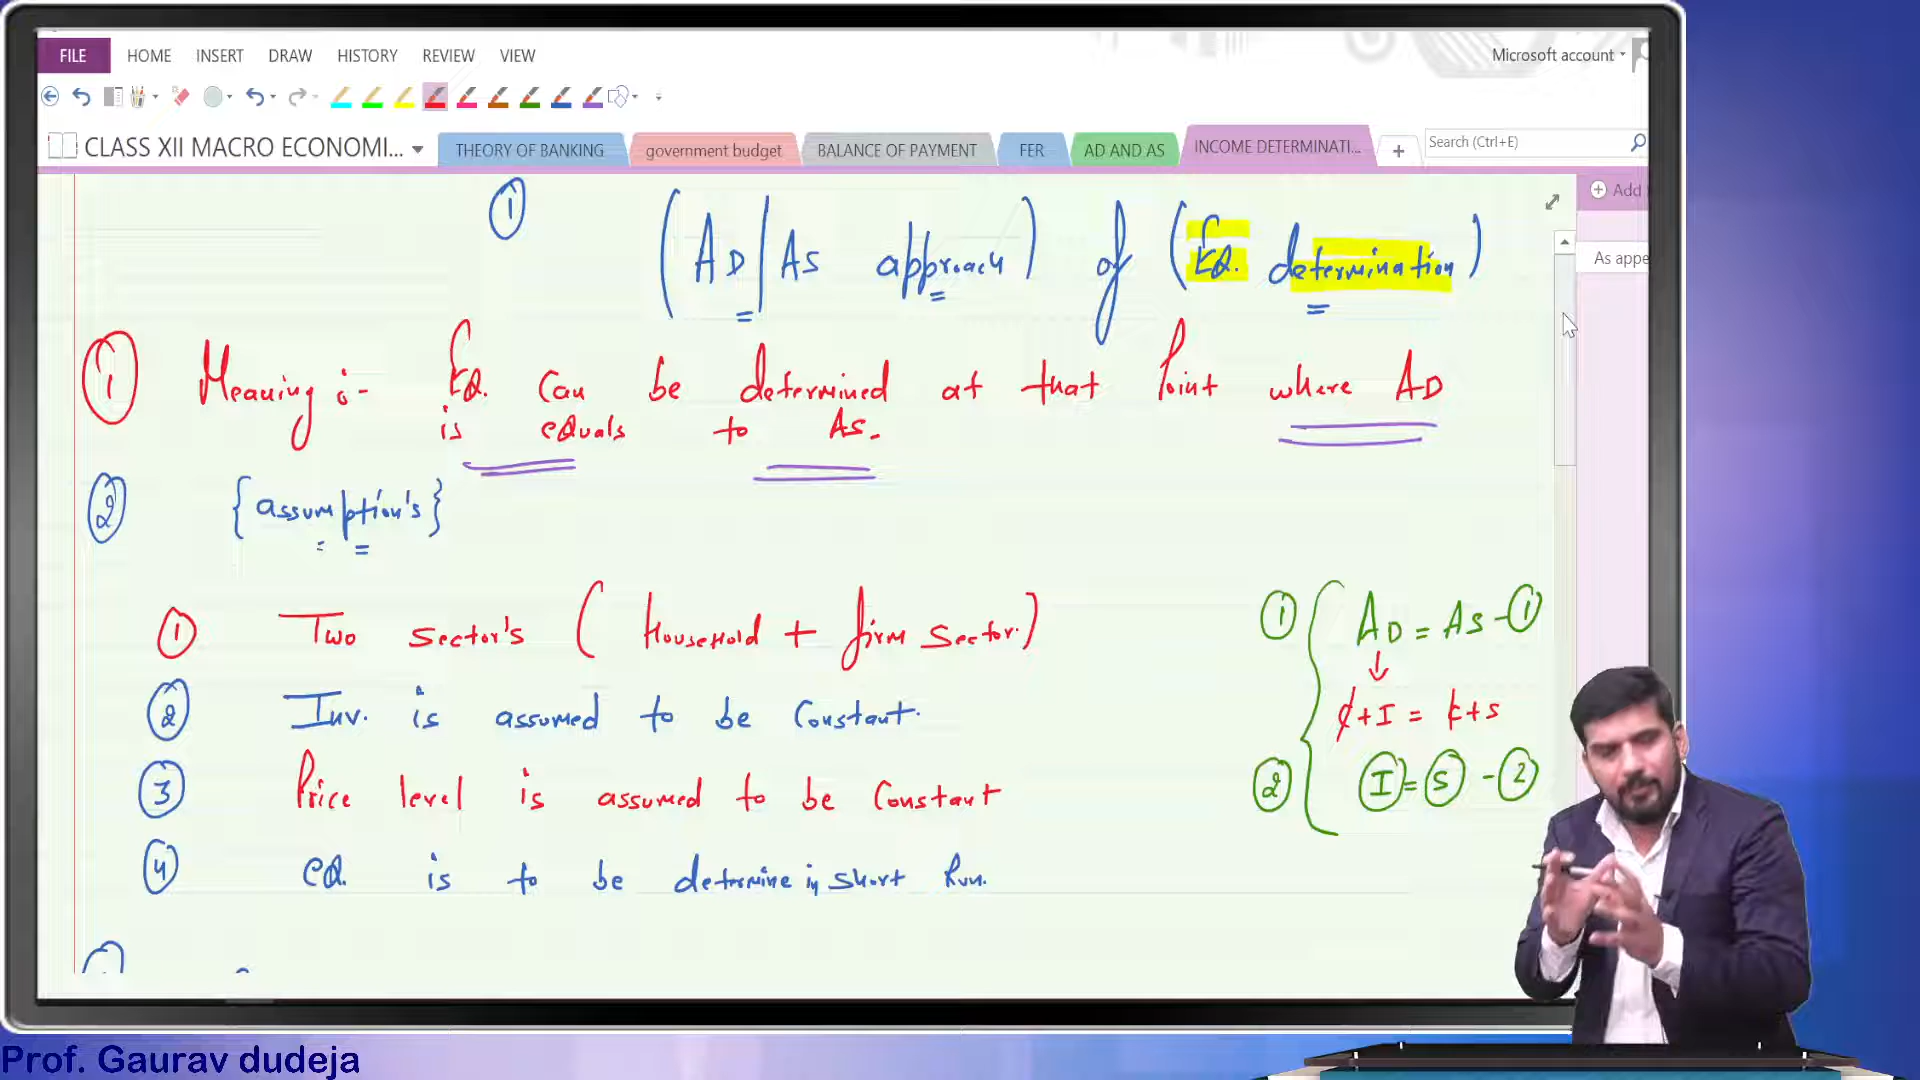 FILE HOME INSERT DRAW HISTORY REVIEW VIEW Microsoft account
CLASS XII MACRO ECONOMI... THEORY OF BANKING government budget BALANCE OF PAYMENT FER AD AND AS INCOME DETERMINATI... + Search (Ctrl+E)
Add
As appe
1 (AD|AS approach) of (Eq. determination)
1 Meaning :- Eq. Can be determined at that Point where AD
is equals to AS.
2 {assumption's}
1 Two sector's (Household + firm sector.)
2 Inv. is assumed to be Constant.
3 Price level is assumed to be Constant
4 eq. is to be determine in short Run.
1 AD = AS - 1
↓
C+I = C+S
2 I = S - 2
Prof. Gaurav dudeja